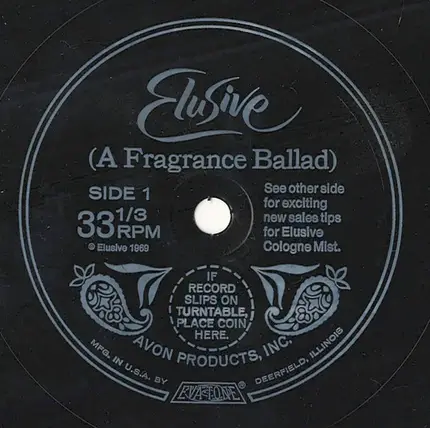 Elusive
(A Fragrance Ballad)
SIDE 1
33 1/3
RPM
© Elusive 1969
See other side
for exciting
new sales tips
for Elusive
Cologne Mist.
IF
RECORD
SLIPS ON
TURNTABLE,
PLACE COIN
HERE.
AVON PRODUCTS, INC.
MFG. IN U.S.A. BY
EVA-TONE ®
DEERFIELD, ILLINOIS